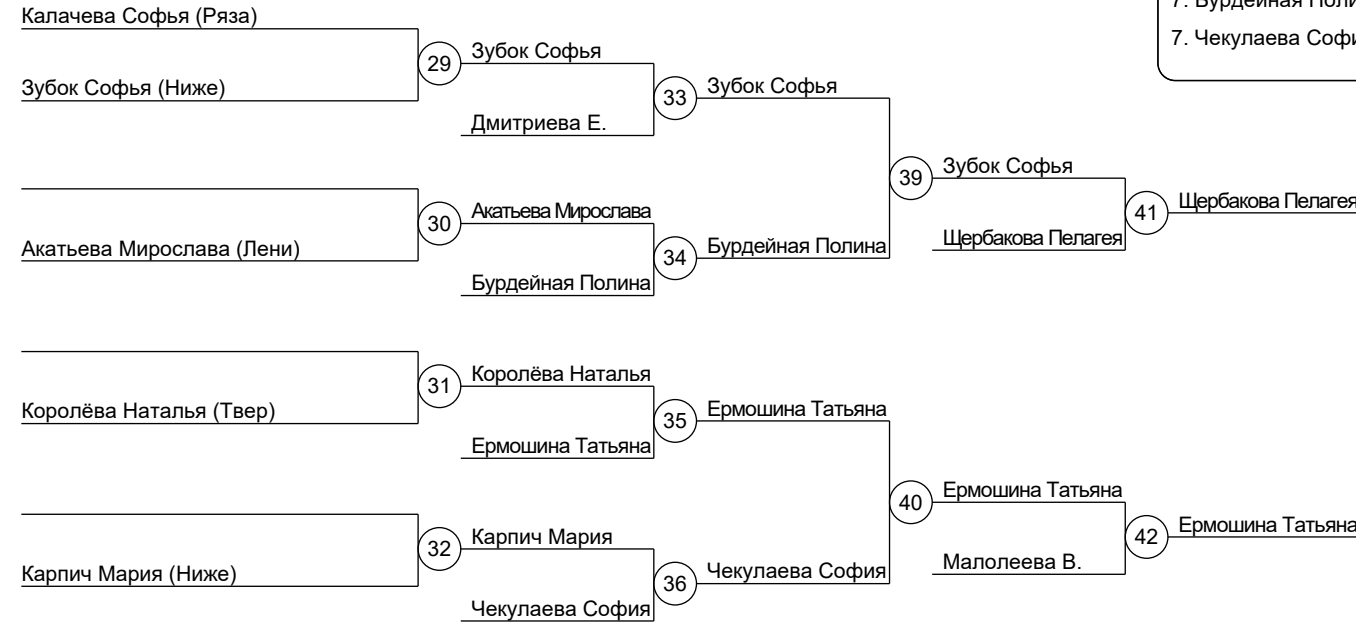 Калачева Софья (Ряза)
7. Чекулаева Софи
29
Зубок Софья
Зубок Софья (Ниже)
33
Зубок Софья
Дмитриева Е.
39
Зубок Софья
30
Акатьева Мирослава
41
Щербакова Пелагея
Акатьева Мирослава (Лени)
34
Бурдейная Полина
Щербакова Пелагея
Бурдейная Полина
31
Королёва Наталья
Королёва Наталья (Твер)
35
Ермошина Татьяна
Ермошина Татьяна
40
Ермошина Татьяна
32
Карпич Мария
42
Ермошина Татьяна
Карпич Мария (Ниже)
36
Чекулаева София
Малолеева В.
Чекулаева София